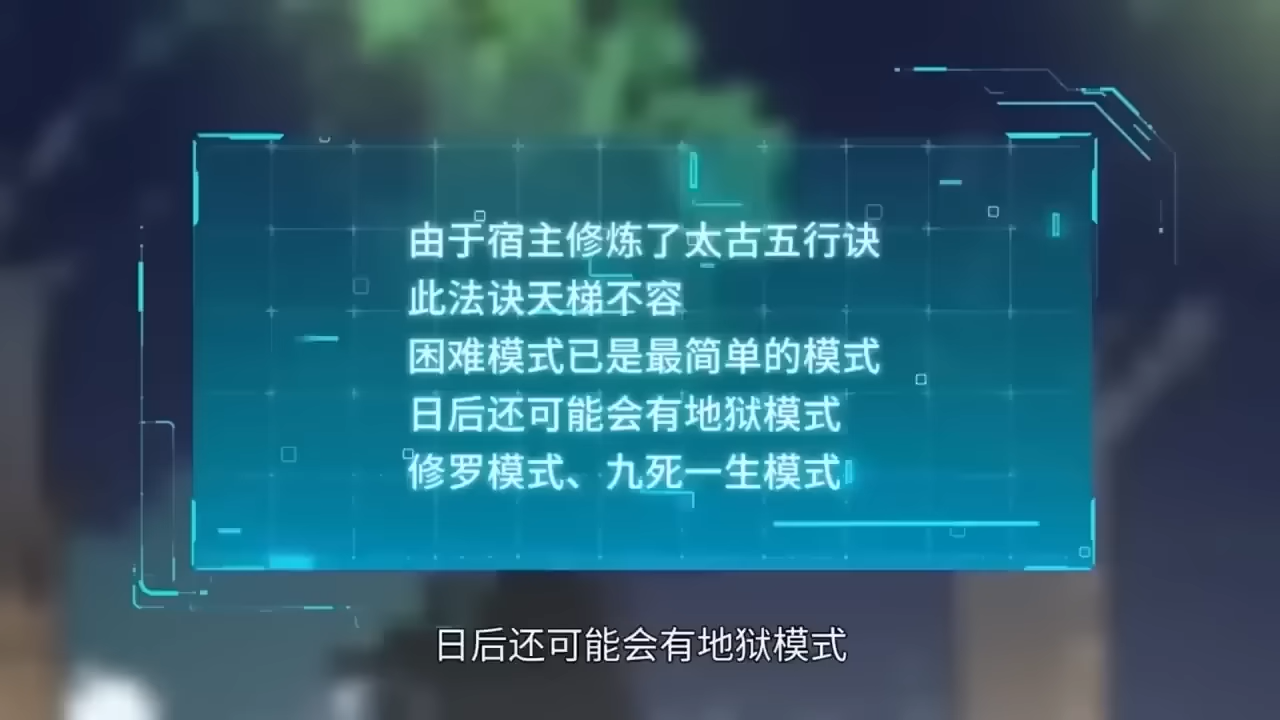 由于宿主修炼了太古五行诀
此法诀天梯不容
困难模式已是最简单的模式
日后还可能会有地狱模式
修罗模式、九死一生模式
日后还可能会有地狱模式